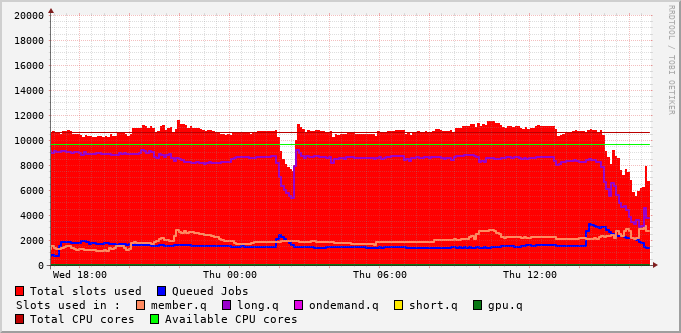 20000
18000
16000
14000
12000
10000
8000
6000
4000
2000
0
Wed 18:00 Thu 00:00 Thu 06:00 Thu 12:00
RRDTOOL / TOBI OETIKER
Total slots used Queued Jobs
Slots used in : member.q long.q ondemand.q short.q gpu.q
Total CPU cores Available CPU cores